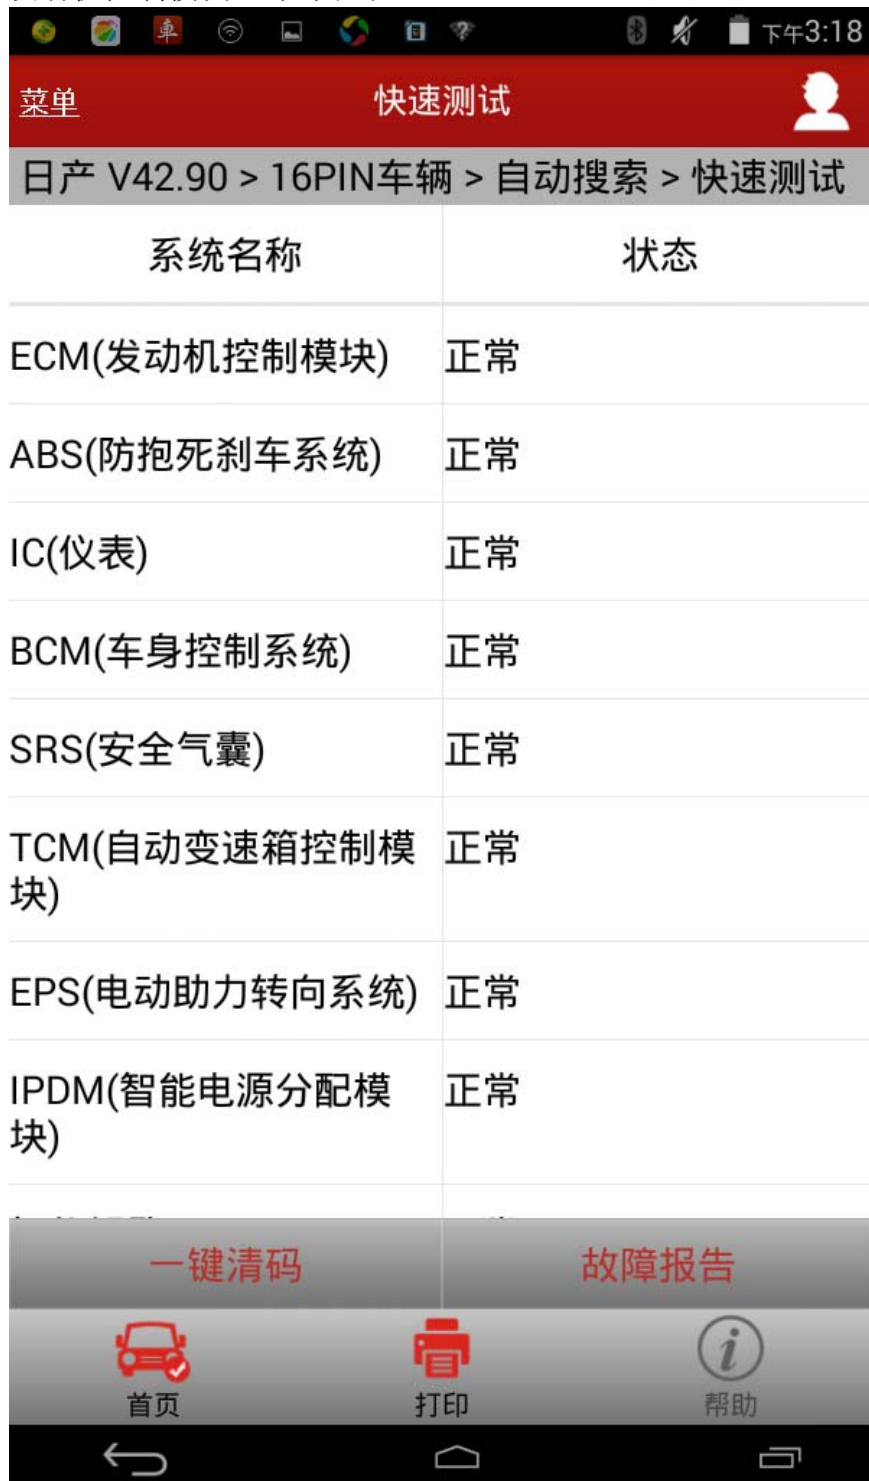 車
下午3:18
菜单
快速测试
日产 V42.90 > 16PIN车辆 > 自动搜索 > 快速测试
系统名称 状态
ECM(发动机控制模块) 正常
ABS(防抱死刹车系统) 正常
IC(仪表) 正常
BCM(车身控制系统) 正常
SRS(安全气囊) 正常
TCM(自动变速箱控制模 正常
块)
EPS(电动助力转向系统) 正常
IPDM(智能电源分配模 正常
块)
一键清码 故障报告
首页 打印 帮助